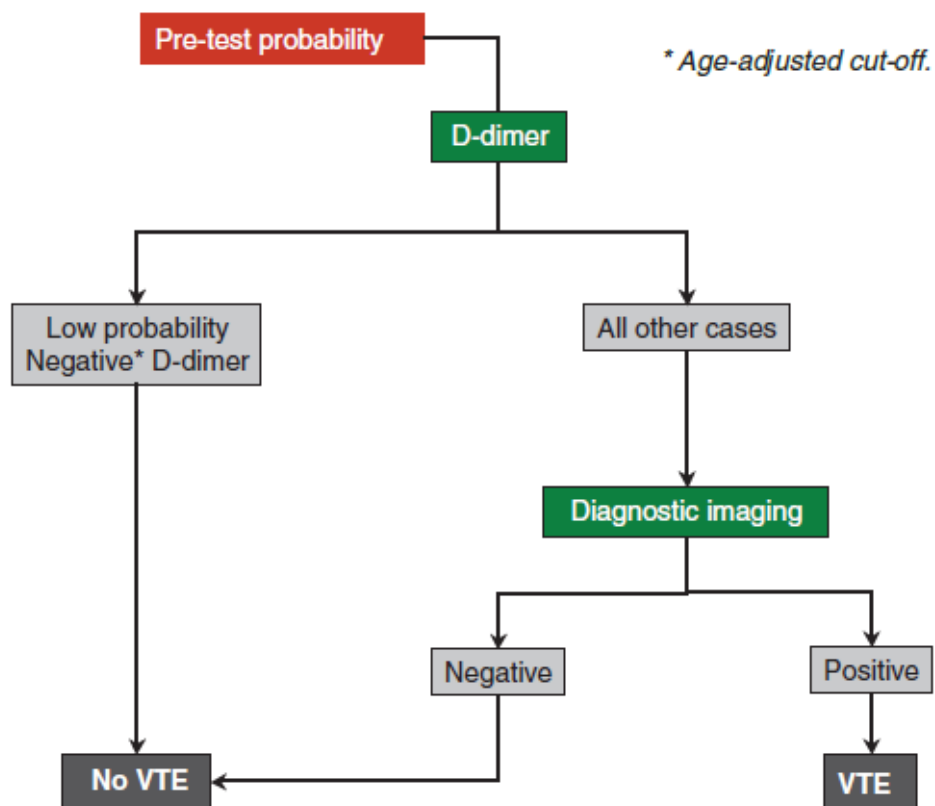 Pre-test probability
* Age-adjusted cut-off.
D-dimer
Low probability
Negative* D-dimer
All other cases
Diagnostic imaging
Negative
Positive
No VTE
VTE